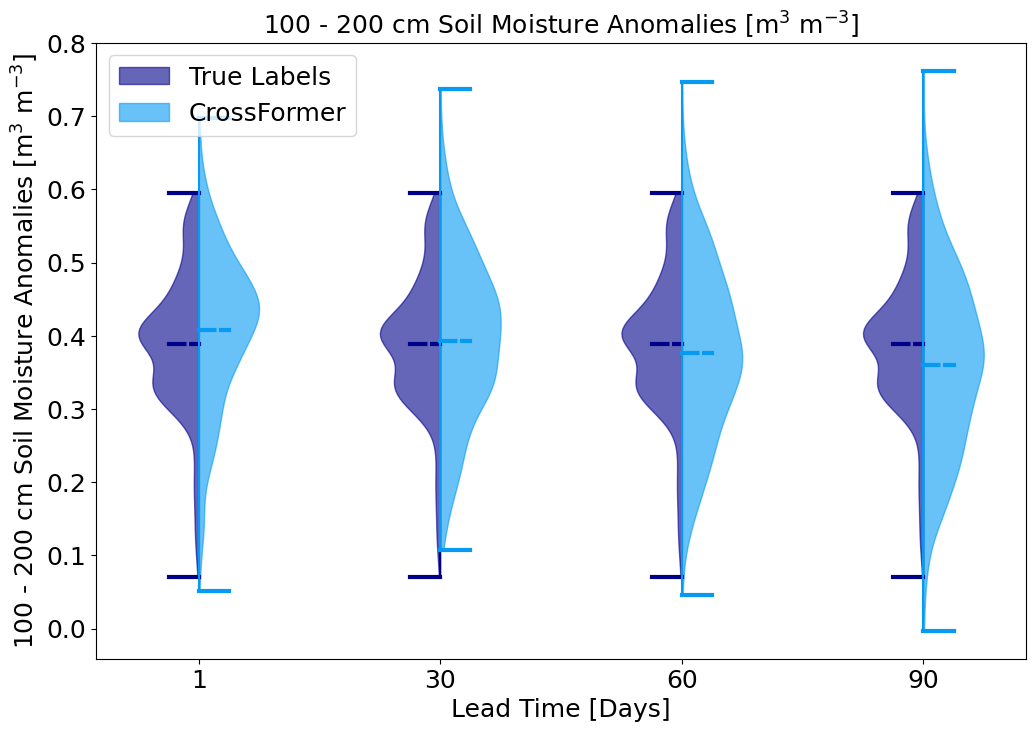 100 - 200 cm Soil Moisture Anomalies [m³ m⁻³]
True Labels
CrossFormer
100 - 200 cm Soil Moisture Anomalies [m³ m⁻³]
0.8
0.7
0.6
0.5
0.4
0.3
0.2
0.1
0.0
1 30 60 90
Lead Time [Days]